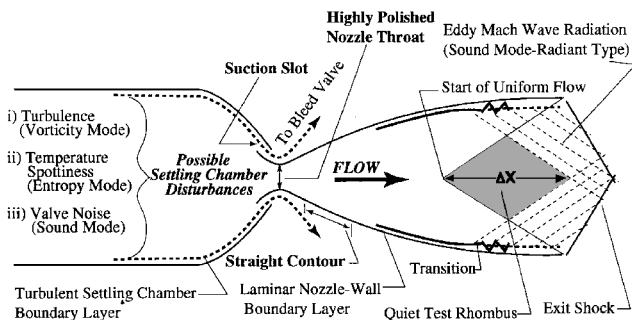 Highly Polished
Nozzle Throat
Eddy Mach Wave Radiation
(Sound Mode-Radiant Type)
Suction Slot
To Bleed Valve
Start of Uniform Flow
i) Turbulence
(Vorticity Mode)
ii) Temperature
Spottiness
(Entropy Mode)
iii) Valve Noise
(Sound Mode)
Possible
Settling Chamber
Disturbances
FLOW
ΔX
Straight Contour
Transition
Turbulent Settling Chamber
Boundary Layer
Laminar Nozzle-Wall
Boundary Layer
Quiet Test Rhombus
Exit Shock